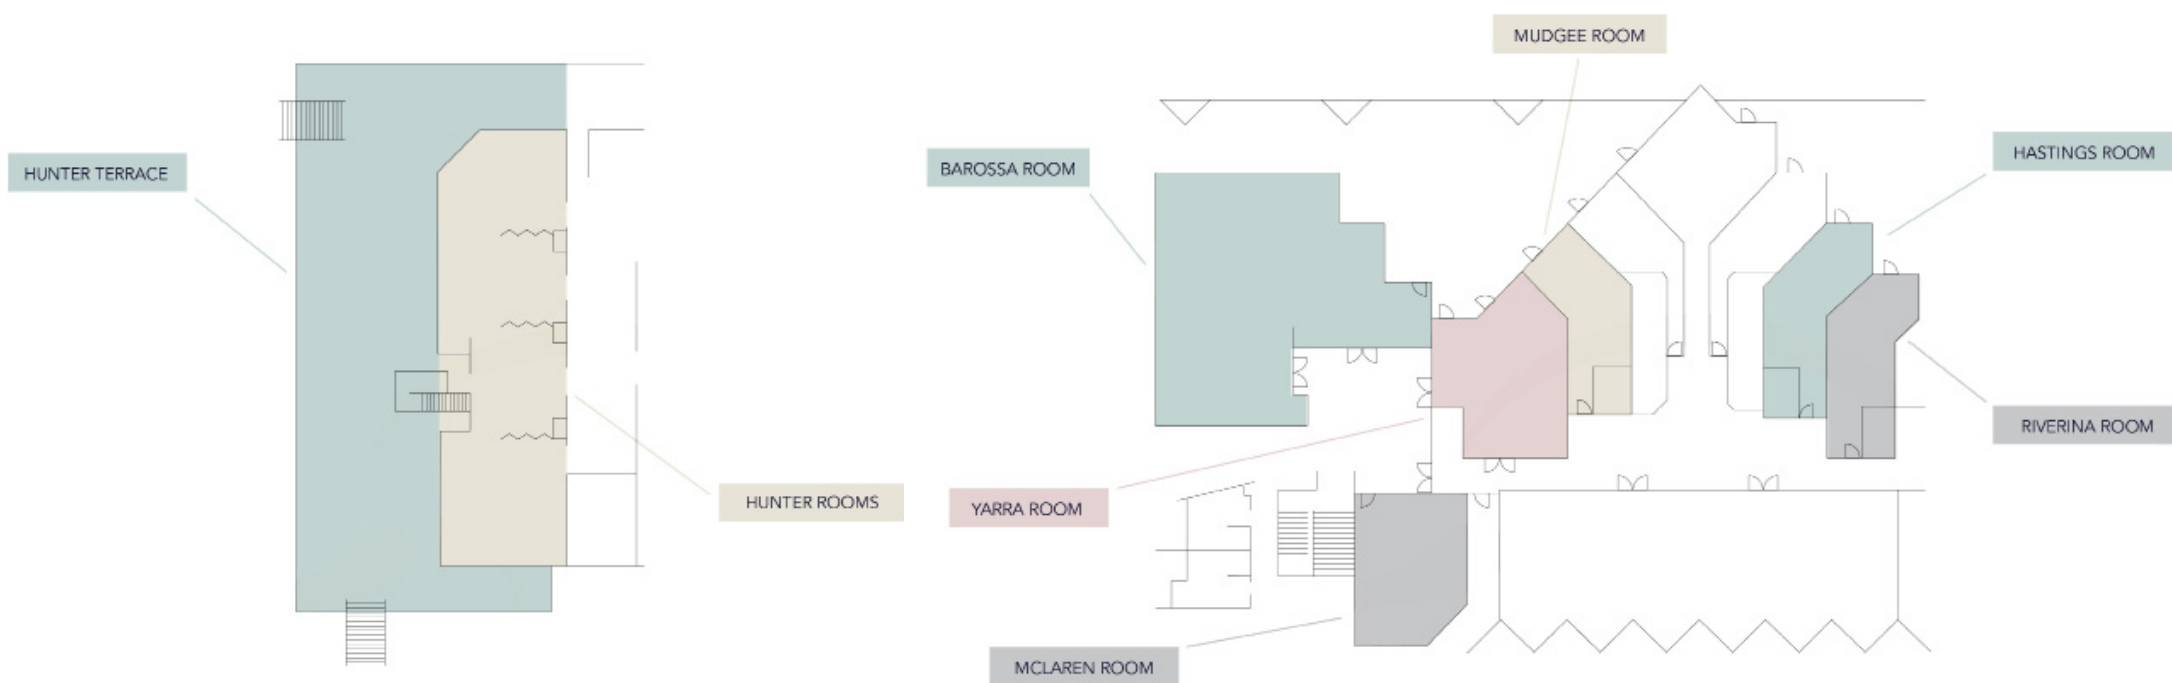 MUDGEE ROOM
HUNTER TERRACE
BAROSSA ROOM
HASTINGS ROOM
RIVERINA ROOM
HUNTER ROOMS
YARRA ROOM
MCLAREN ROOM